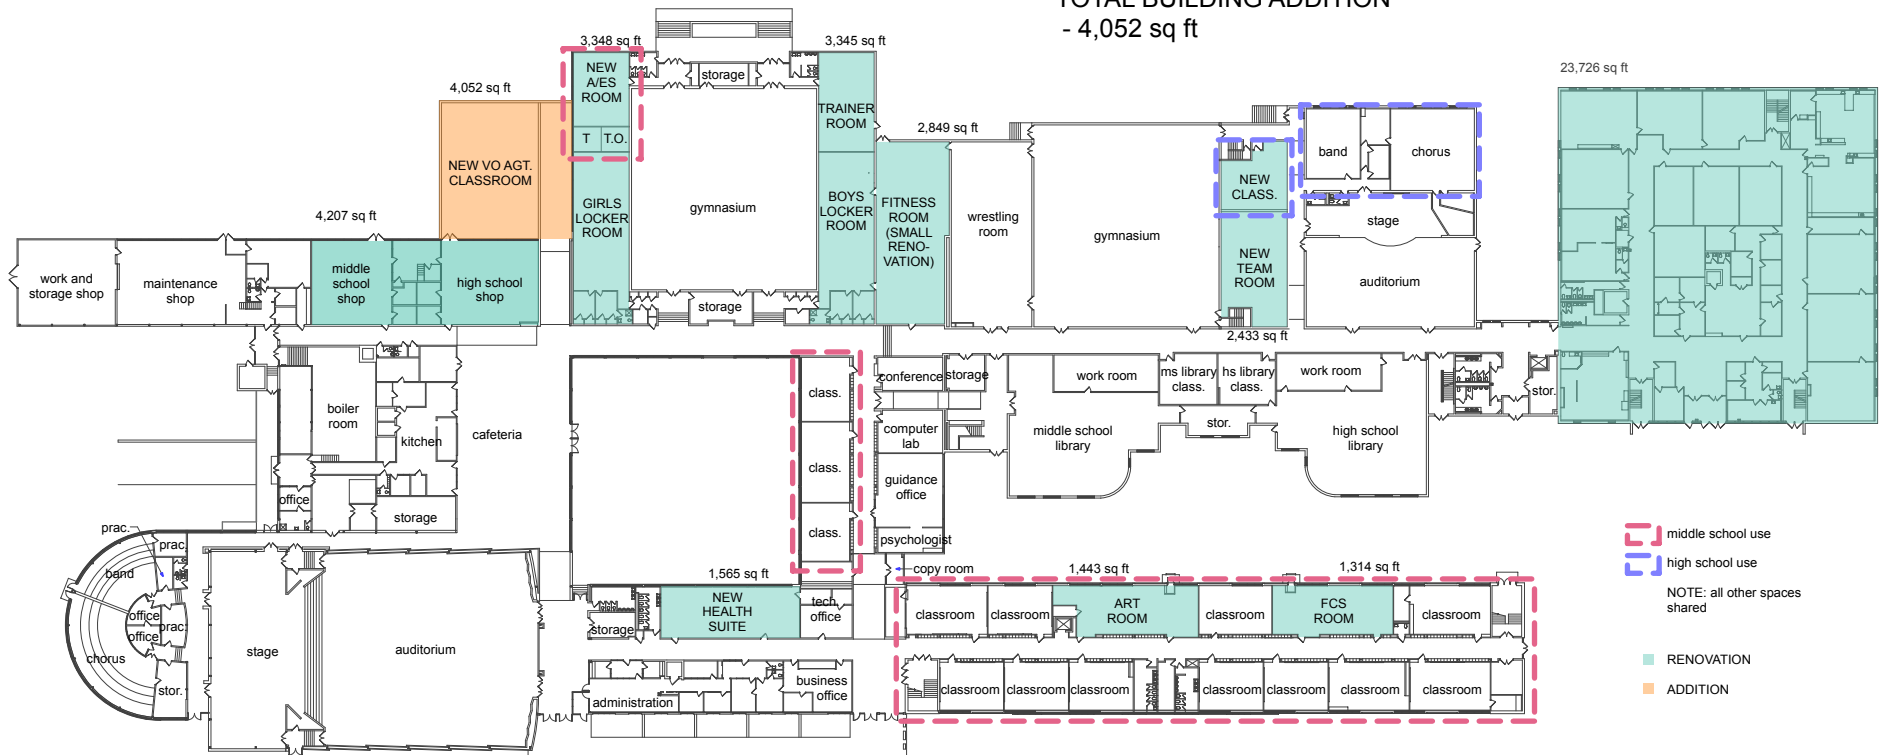 TOTAL BUILDING ADDITION
- 4,052 sq ft
3,348 sq ft
3,345 sq ft
23,726 sq ft
4,052 sq ft
NEW
A/ES
ROOM
storage
TRAINER
ROOM
2,849 sq ft
T
T.O.
band
chorus
NEW VO AGT.
CLASSROOM
NEW
CLASS.
GIRLS
LOCKER
ROOM
gymnasium
BOYS
LOCKER
ROOM
FITNESS
ROOM
(SMALL
RENO-
VATION)
wrestling
room
gymnasium
stage
4,207 sq ft
work and
storage shop
maintenance
shop
middle
school
shop
high school
shop
NEW
TEAM
ROOM
auditorium
storage
2,433 sq ft
class.
conference
storage
work room
ms library
class.
hs library
class.
work room
stor.
boiler
room
kitchen
cafeteria
computer
lab
middle school
library
stor.
high school
library
class.
guidance
office
office
storage
class.
psychologist
prac.
prac.
band
copy room
middle school use
high school use
NOTE: all other spaces
shared
1,565 sq ft
1,443 sq ft
1,314 sq ft
office
office
prac.
storage
NEW
HEALTH
SUITE
tech
office
classroom
classroom
ART
ROOM
classroom
FCS
ROOM
classroom
chorus
stage
auditorium
stor.
administration
business
office
classroom
classroom
classroom
classroom
classroom
classroom
classroom
RENOVATION
ADDITION